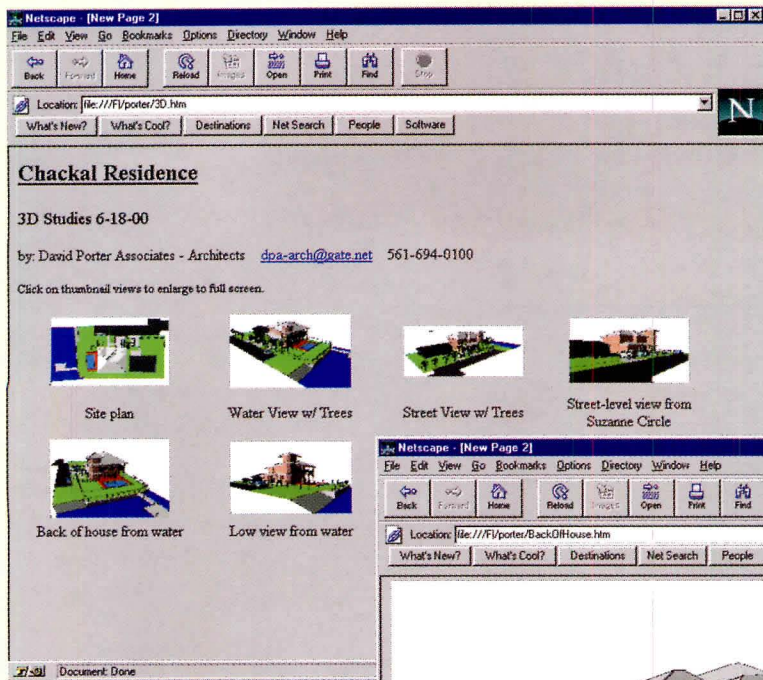 Netscape - [New Page 2]
File Edit View Go Bookmarks Options Directory Window Help
Back Forward Home Reload Images Open Print Find Stop
Location: file:///F|/porter/3D.htm
N
What's New? What's Cool? Destinations Net Search People Software
Chackal Residence
3D Studies 6-18-00
by: David Porter Associates - Architects dpa-arch@gate.net 561-694-0100
Click on thumbnail views to enlarge to full screen.
Site plan
Water View w/ Trees
Street View w/ Trees
Street-level view from
Suzanne Circle
Back of house from water
Low view from water
Netscape - [New Page 2]
File Edit View Go Bookmarks Options Directory Window Help
Back Forward Home Reload Images Open Print Find
Location: file:///F|/porter/BackOfHouse.htm
What's New? What's Cool? Destinations Net Search People
Document: Done